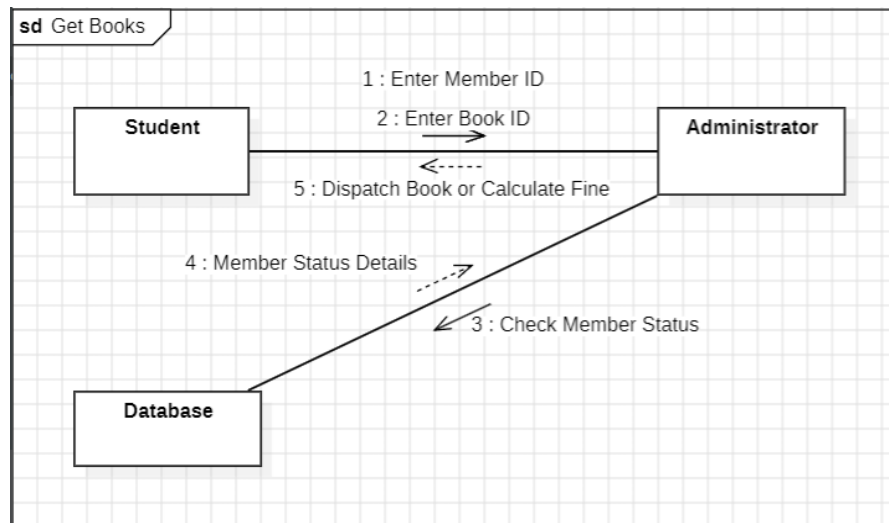 sd Get Books
1 : Enter Member ID
2 : Enter Book ID
Student
Administrator
5 : Dispatch Book or Calculate Fine
4 : Member Status Details
3 : Check Member Status
Database